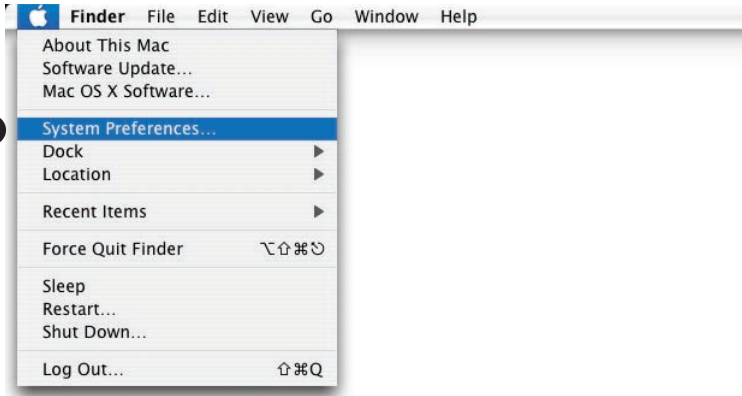 Finder File Edit View Go Window Help
About This Mac
Software Update...
Mac OS X Software...
System Preferences...
Dock
Location
Recent Items
Force Quit Finder ⌥⇧⌘⎋
Sleep
Restart...
Shut Down...
Log Out... ⇧⌘Q